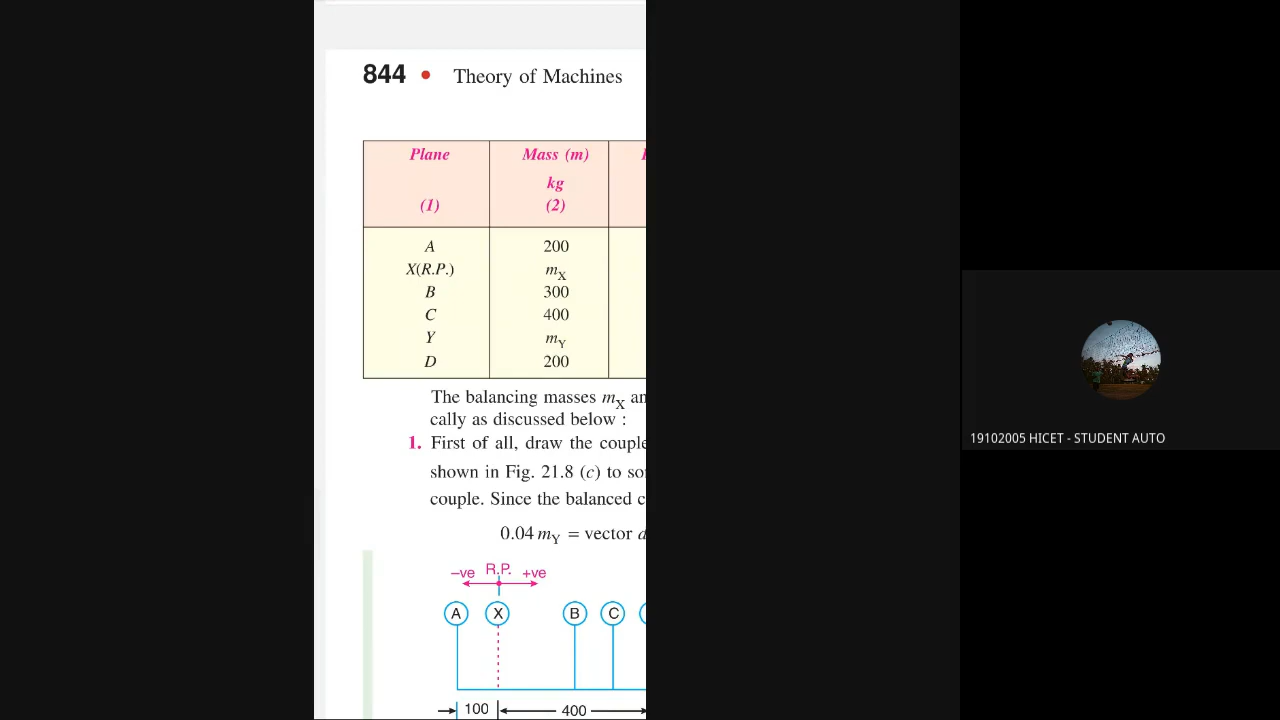 844 • Theory of Machines
Plane Mass (m)
kg
(1) (2)
A 200
X(R.P.) mX
B 300
C 400
Y mY
D 200
The balancing masses mX
cally as discussed below :
1. First of all, draw the couple
shown in Fig. 21.8 (c) to
couple. Since the balanced
0.04 mY = vector
–ve R.P. +ve
A X B C
100 400
19102005 HICET - STUDENT AUTO